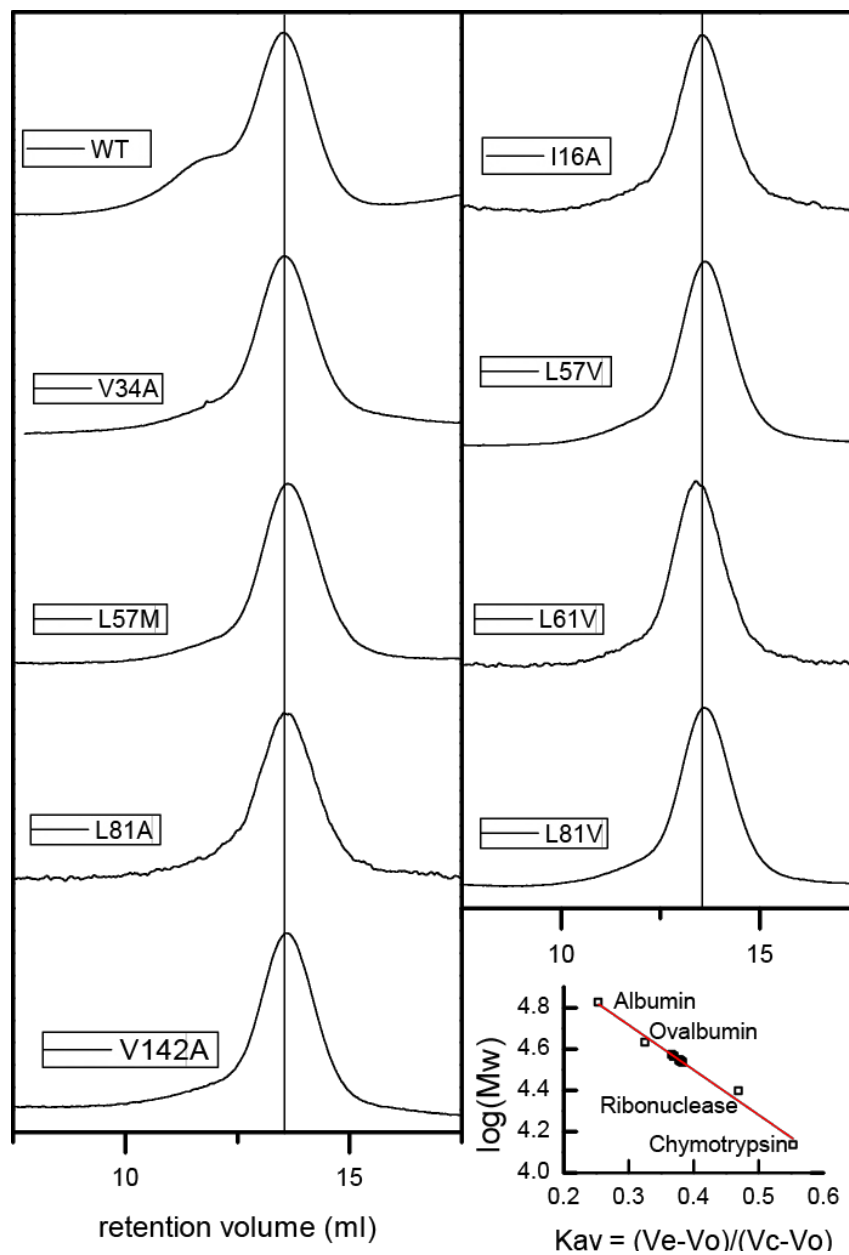 WT
V34A
L57M
L81A
V142A
10
15
retention volume (ml)
I16A
L57V
L61V
L81V
10
15
4.8
4.6
4.4
4.2
4.0
log(Mw)
Albumin
Ovalbumin
Ribonuclease
Chymotrypsin
0.2 0.3 0.4 0.5 0.6
Kav = (Ve-Vo)/(Vc-Vo)